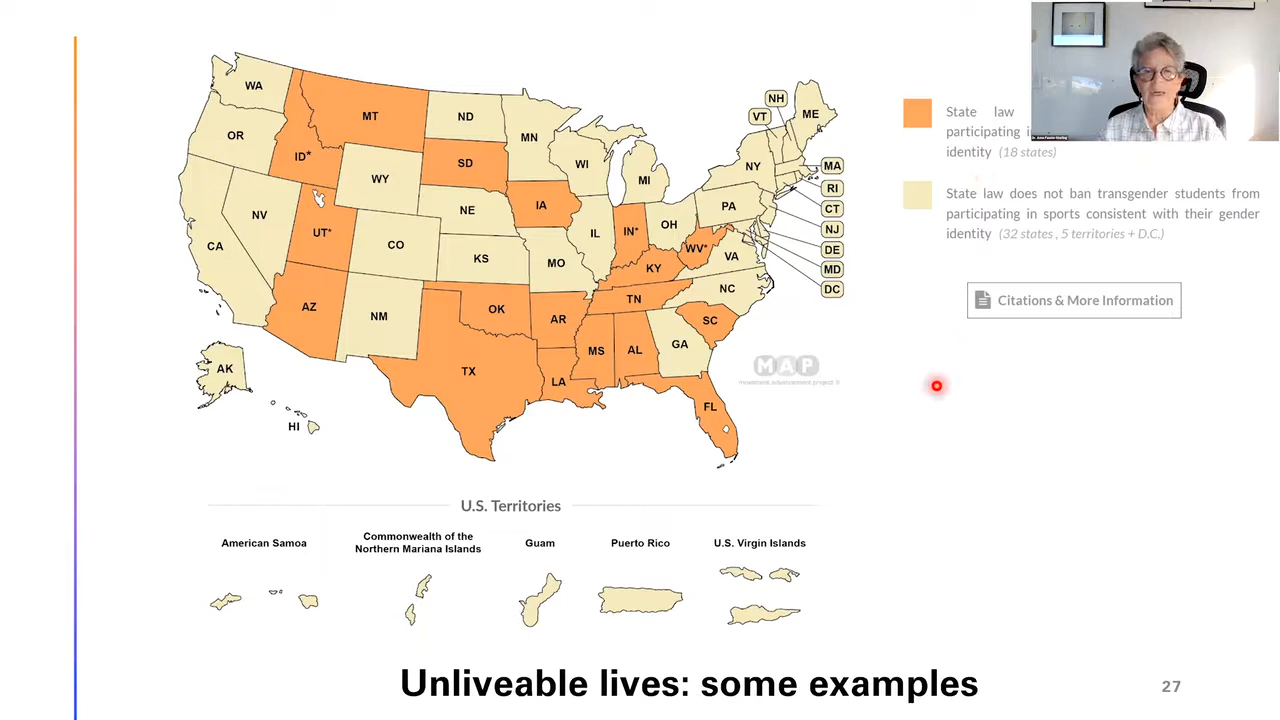 WA
MT
ND
MN
OR
ID*
SD
WI
MI
NY
VT
NH
ME
MA
RI
CT
NJ
DE
MD
DC
WY
NE
IA
IL
IN*
OH
PA
NV
UT*
CO
KS
MO
KY
WV*
VA
CA
AZ
NM
OK
AR
TN
NC
SC
TX
LA
MS
AL
GA
FL
AK
HI
MAP
State law
participating
identity (18 states)
State law does not ban transgender students from
participating in sports consistent with their gender
identity (32 states , 5 territories + D.C.)
Citations & More Information
U.S. Territories
American Samoa
Commonwealth of the
Northern Mariana Islands
Guam
Puerto Rico
U.S. Virgin Islands
Unliveable lives: some examples
27